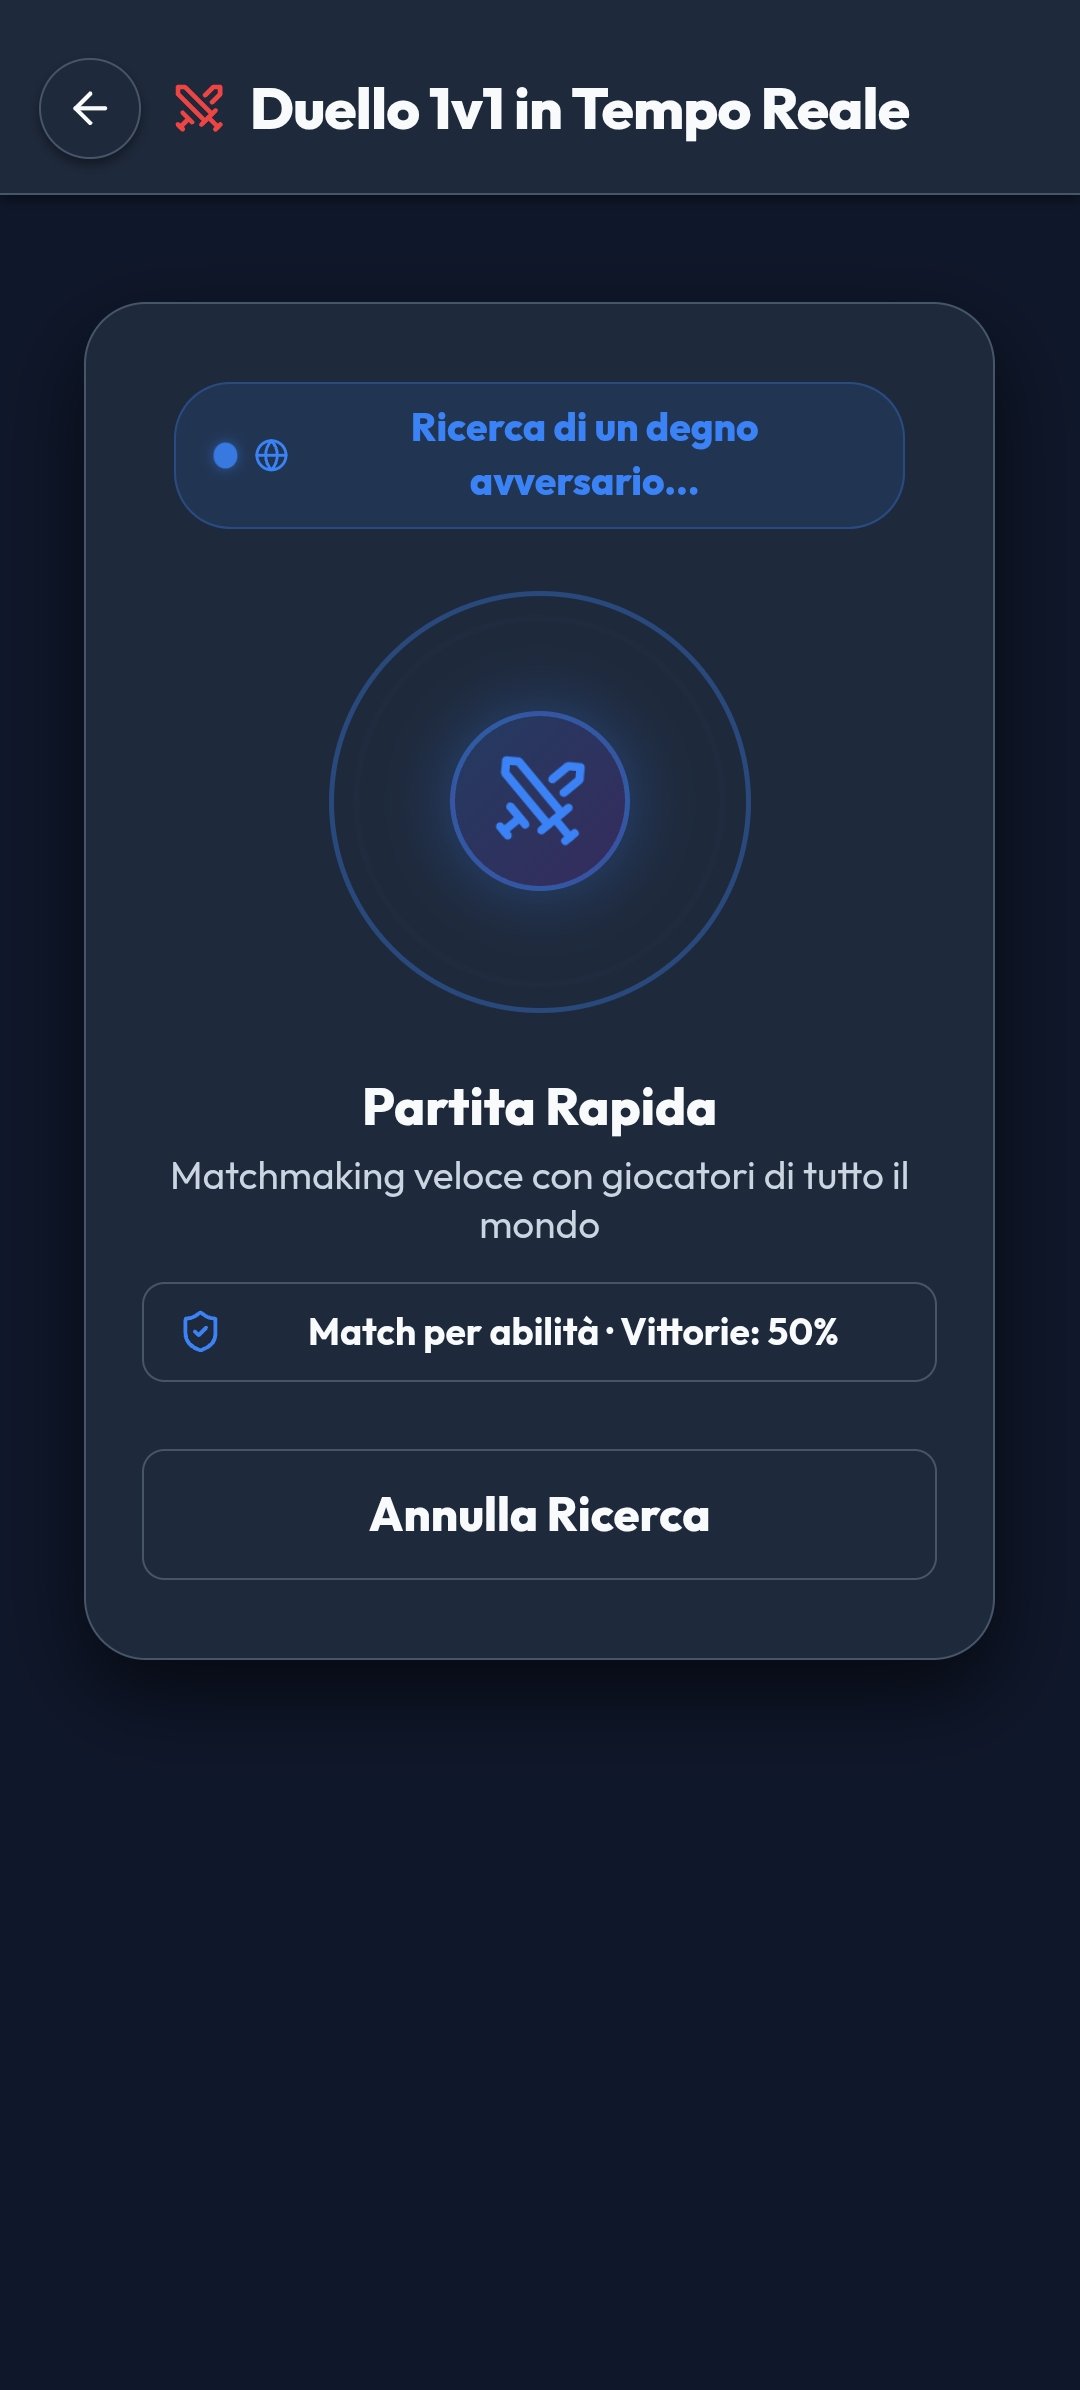 Duello 1v1 in Tempo Reale
Ricerca di un degno
avversario...
Partita Rapida
Matchmaking veloce con giocatori di tutto il
mondo
Match per abilità · Vittorie: 50%
Annulla Ricerca